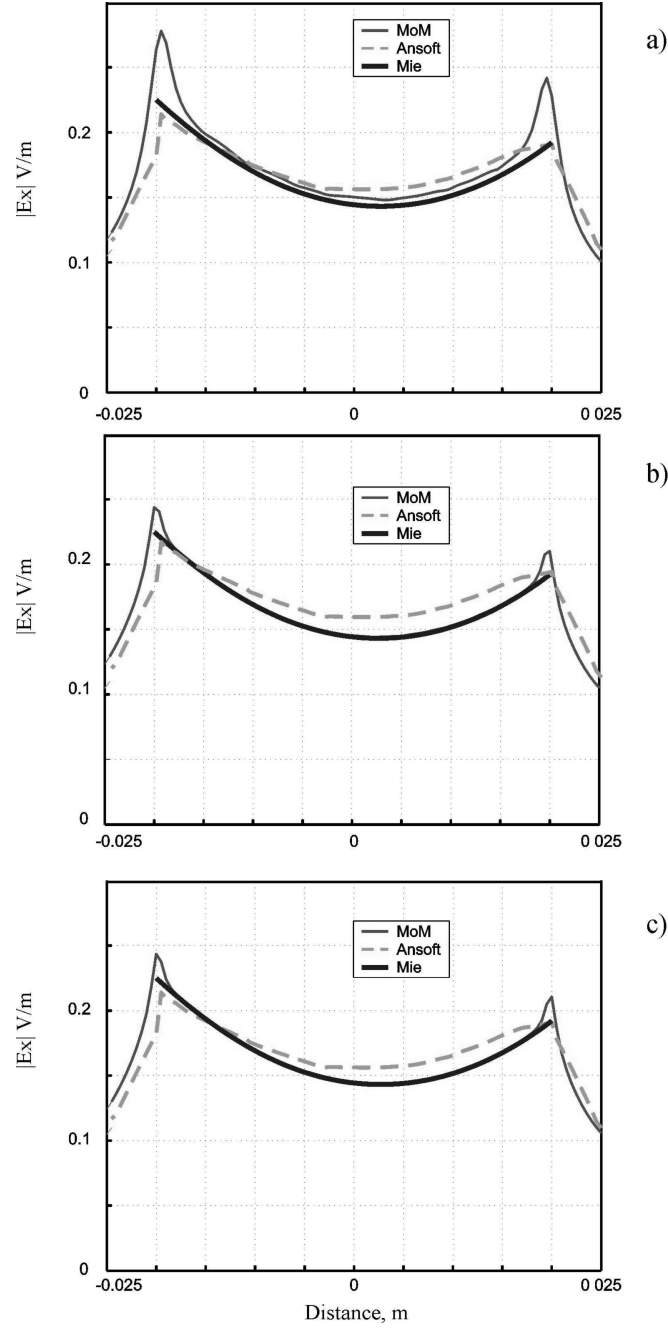 a)
MoM
Ansoft
Mie
|Ex| V/m
0.2
0.1
0
-0.025
0
0 025
b)
MoM
Ansoft
Mie
|Ex| V/m
0.2
0.1
0
-0.025
0
0 025
c)
MoM
Ansoft
Mie
|Ex| V/m
0.2
0.1
0
-0.025
0
0 025
Distance, m